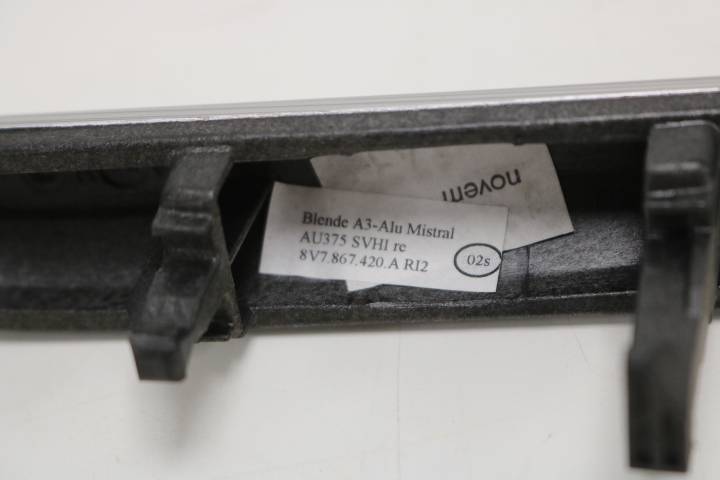 novem
Blende A3-Alu Mistral
AU375 SVHI re
8V7.867.420.A RI2
02s